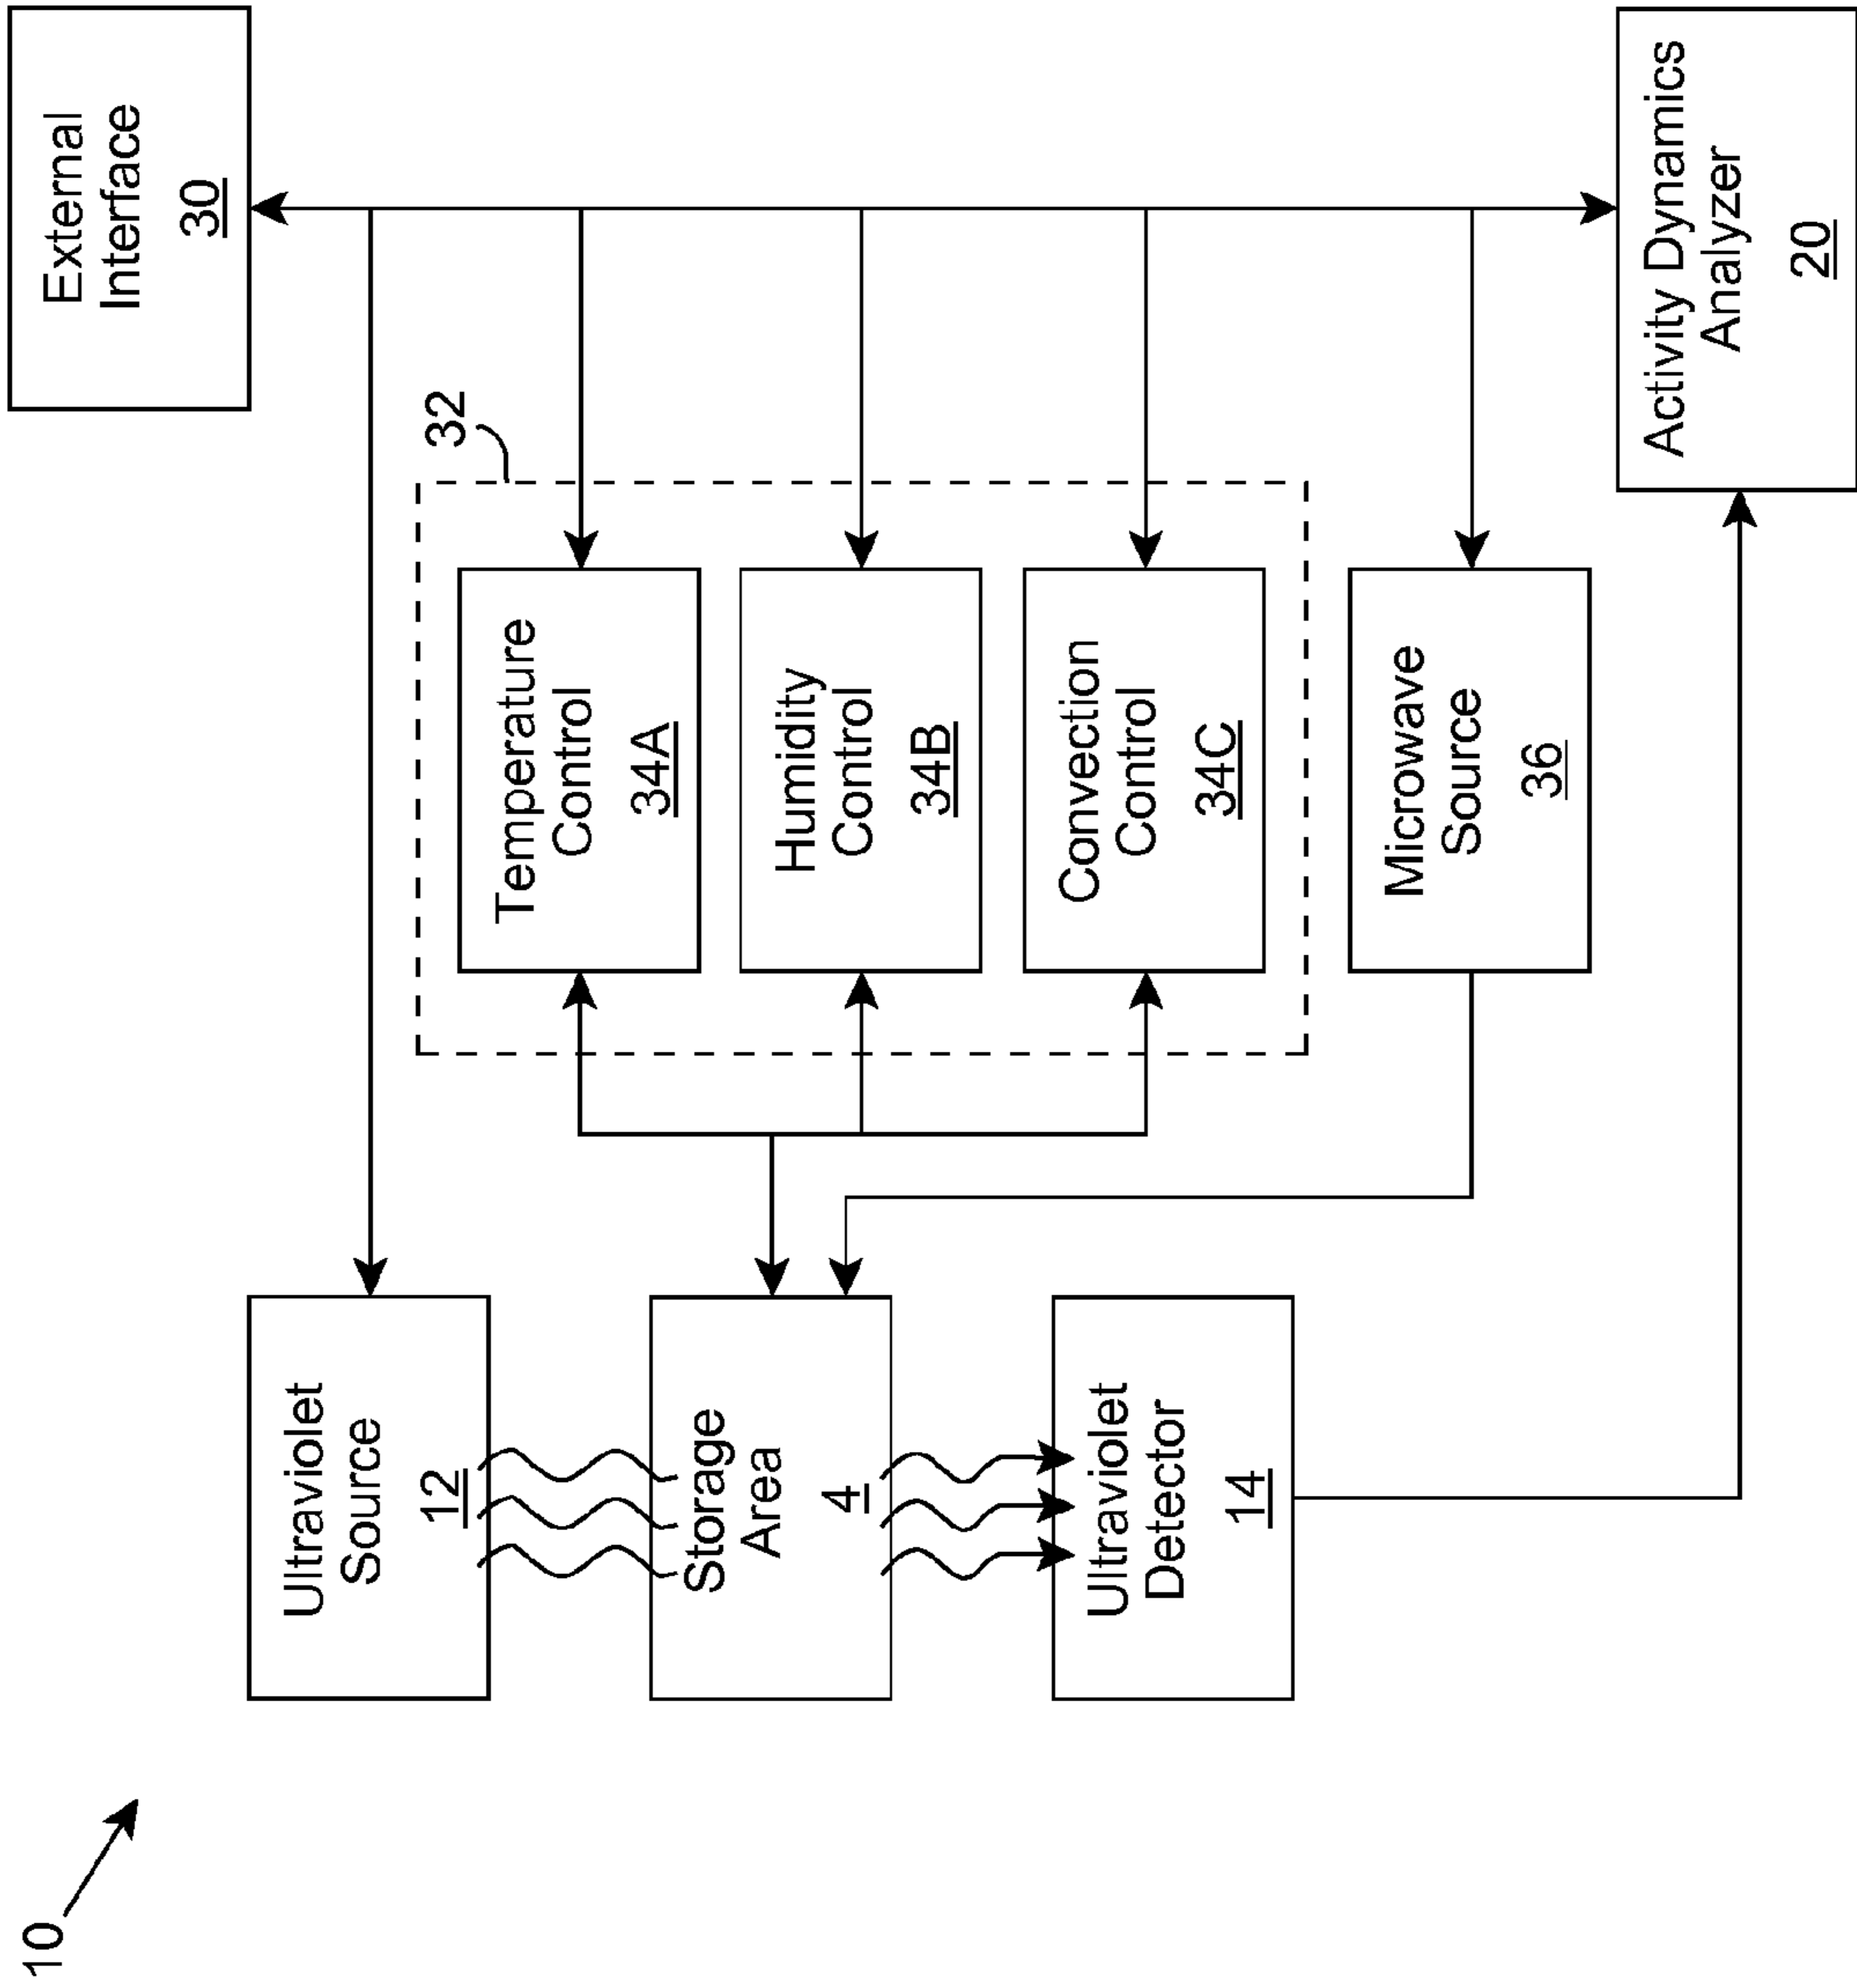 10
Ultraviolet
Source
12
Storage
Area
4
Ultraviolet
Detector
14
32
Temperature
Control
34A
Humidity
Control
34B
Convection
Control
34C
Microwave
Source
36
External
Interface
30
Activity Dynamics
Analyzer
20